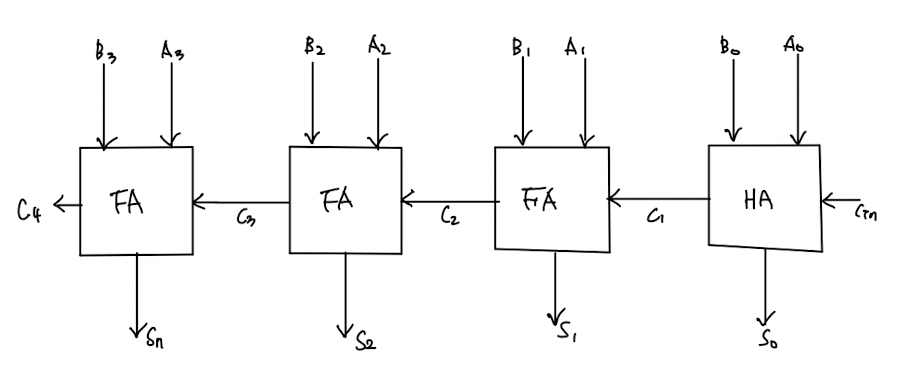 B3 A3 B2 A2 B1 A1 B0 A0
C4 FA C3 FA C2 FA C1 HA Cin
Sn S2 S1 S0